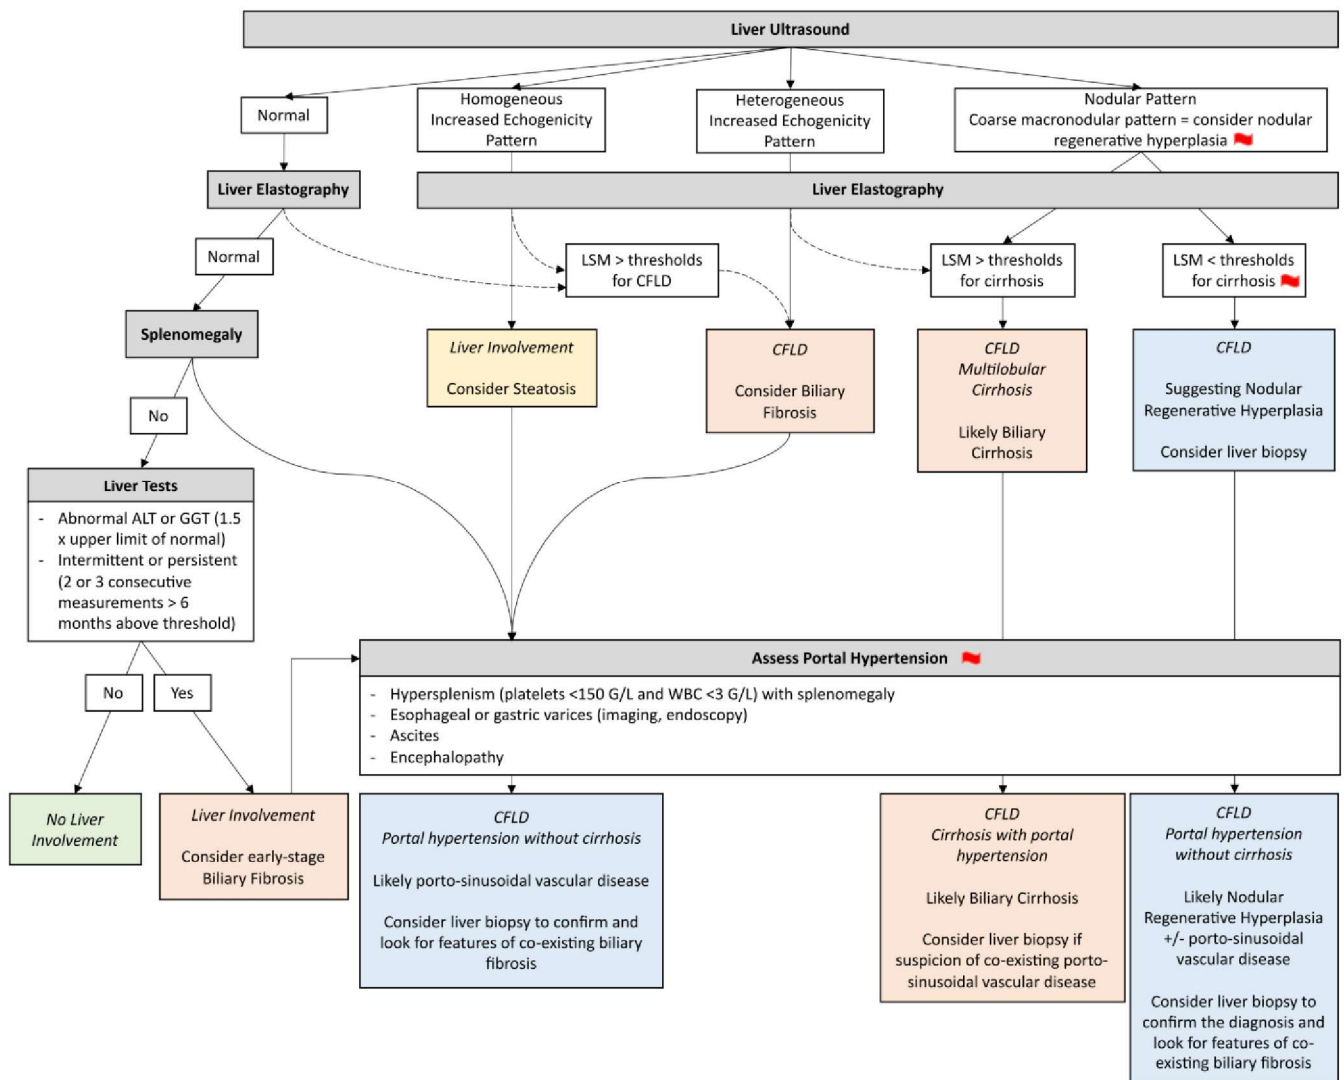 Liver Ultrasound
Normal
Homogeneous
Increased Echogenicity
Pattern
Heterogeneous
Increased Echogenicity
Pattern
Nodular Pattern
Coarse macronodular pattern = consider nodular
regenerative hyperplasia
Liver Elastography
Liver Elastography
Normal
LSM > thresholds
for CFLD
LSM > thresholds
for cirrhosis
LSM < thresholds
for cirrhosis
Splenomegaly
Liver Involvement
Consider Steatosis
CFLD
Consider Biliary
Fibrosis
CFLD
Multilobular
Cirrhosis
Likely Biliary
Cirrhosis
CFLD
Suggesting Nodular
Regenerative Hyperplasia
Consider liver biopsy
No
Liver Tests
- Abnormal ALT or GGT (1.5
x upper limit of normal)
- Intermittent or persistent
(2 or 3 consecutive
measurements > 6
months above threshold)
No
Yes
Assess Portal Hypertension
- Hypersplenism (platelets <150 G/L and WBC <3 G/L) with splenomegaly
- Esophageal or gastric varices (imaging, endoscopy)
- Ascites
- Encephalopathy
No Liver
Involvement
Liver Involvement
Consider early-stage
Biliary Fibrosis
CFLD
Portal hypertension without cirrhosis
Likely porto-sinusoidal vascular disease
Consider liver biopsy to confirm and
look for features of co-existing biliary
fibrosis
CFLD
Cirrhosis with portal
hypertension
Likely Biliary Cirrhosis
Consider liver biopsy if
suspicion of co-existing porto-
sinusoidal vascular disease
CFLD
Portal hypertension
without cirrhosis
Likely Nodular
Regenerative Hyperplasia
+/- porto-sinusoidal
vascular disease
Consider liver biopsy to
confirm the diagnosis and
look for features of co-
existing biliary fibrosis